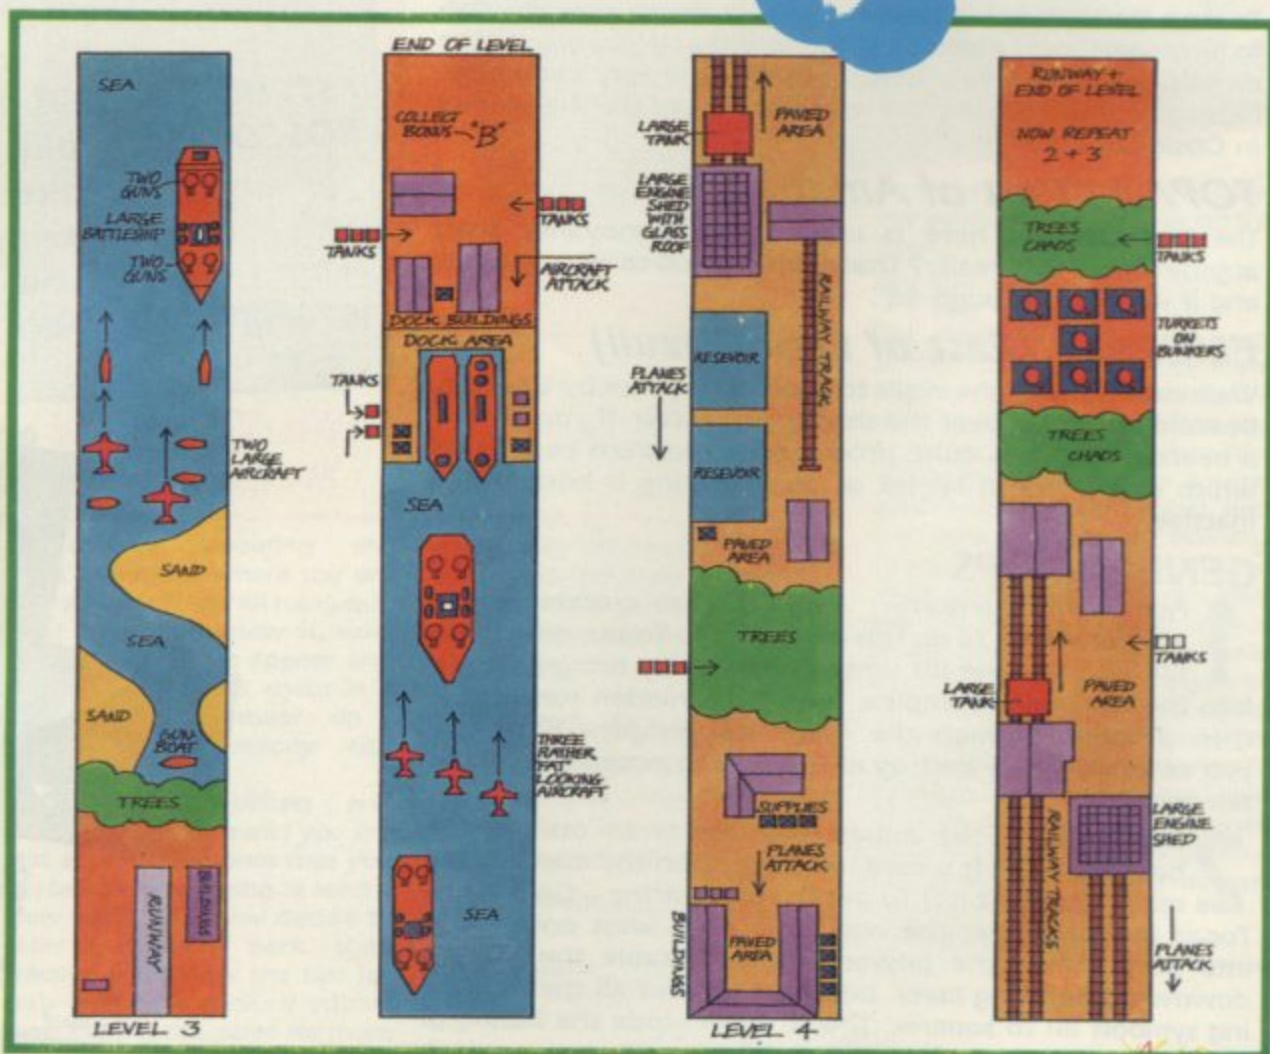 SEA
TWO
GUNS
LARGE
BATTLESHIP
TWO
GUNS
TWO
LARGE
AIRCRAFT
SAND
SEA
SAND
GUN
BOAT
TREES
RUNWAY
BUILDINGS
LEVEL 3
END OF LEVEL
COLLECT
BONUS "B"
TANKS
TANKS
AIRCRAFT
ATTACK
DOCK BUILDINGS
DOCK AREA
TANKS
SEA
THREE
RATHER
"FAT"
LOOKING
AIRCRAFT
SEA
LARGE
TANK
PAVED
AREA
LARGE
ENGINE
SHED
WITH
GLASS
ROOF
RAILWAY TRACK
RESEVOIR
PLANES
ATTACK
RESEVOIR
PAVED
AREA
TREES
SUPPLIES
PLANES
ATTACK
BUILDINGS
PAVED
AREA
LEVEL 4
RUNWAY +
END OF LEVEL
NOW REPEAT
2 + 3
TREES
CHAOS
TANKS
TURRETS
ON
BUNKERS
TREES
CHAOS
TANKS
LARGE
TANK
PAVED
AREA
LARGE
ENGINE
SHED
RAILWAY TRACKS
PLANES
ATTACK